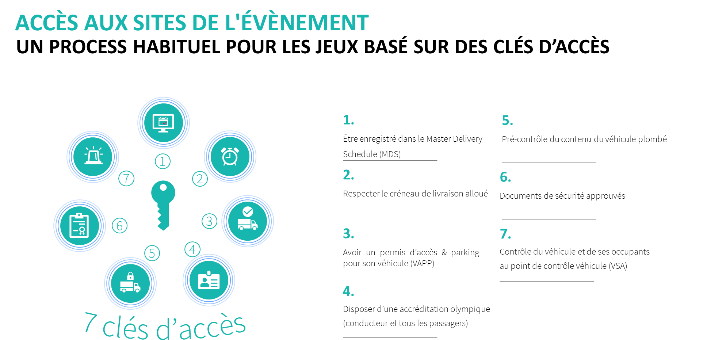 ACCÈS AUX SITES DE L'ÉVÈNEMENT
UN PROCESS HABITUEL POUR LES JEUX BASÉ SUR DES CLÉS D'ACCÈS
1
2
3
4
5
6
7
7 clés d'accès
1.
Etre enregistré dans le Master Delivery
Schedule (MDS)
2.
Respecter le créneau de livraison alloué
3.
Avoir un permis d'accès & parking
pour son véhicule (VAPP)
4.
Disposer d'une accréditation olympique
(conducteur et tous les passagers)
5.
Pré-contrôle du contenu du véhicule plombé
6.
Documents de sécurité approuvés
7.
Contrôle du véhicule et de ses occupants
au point de contrôle véhicule (VSA)